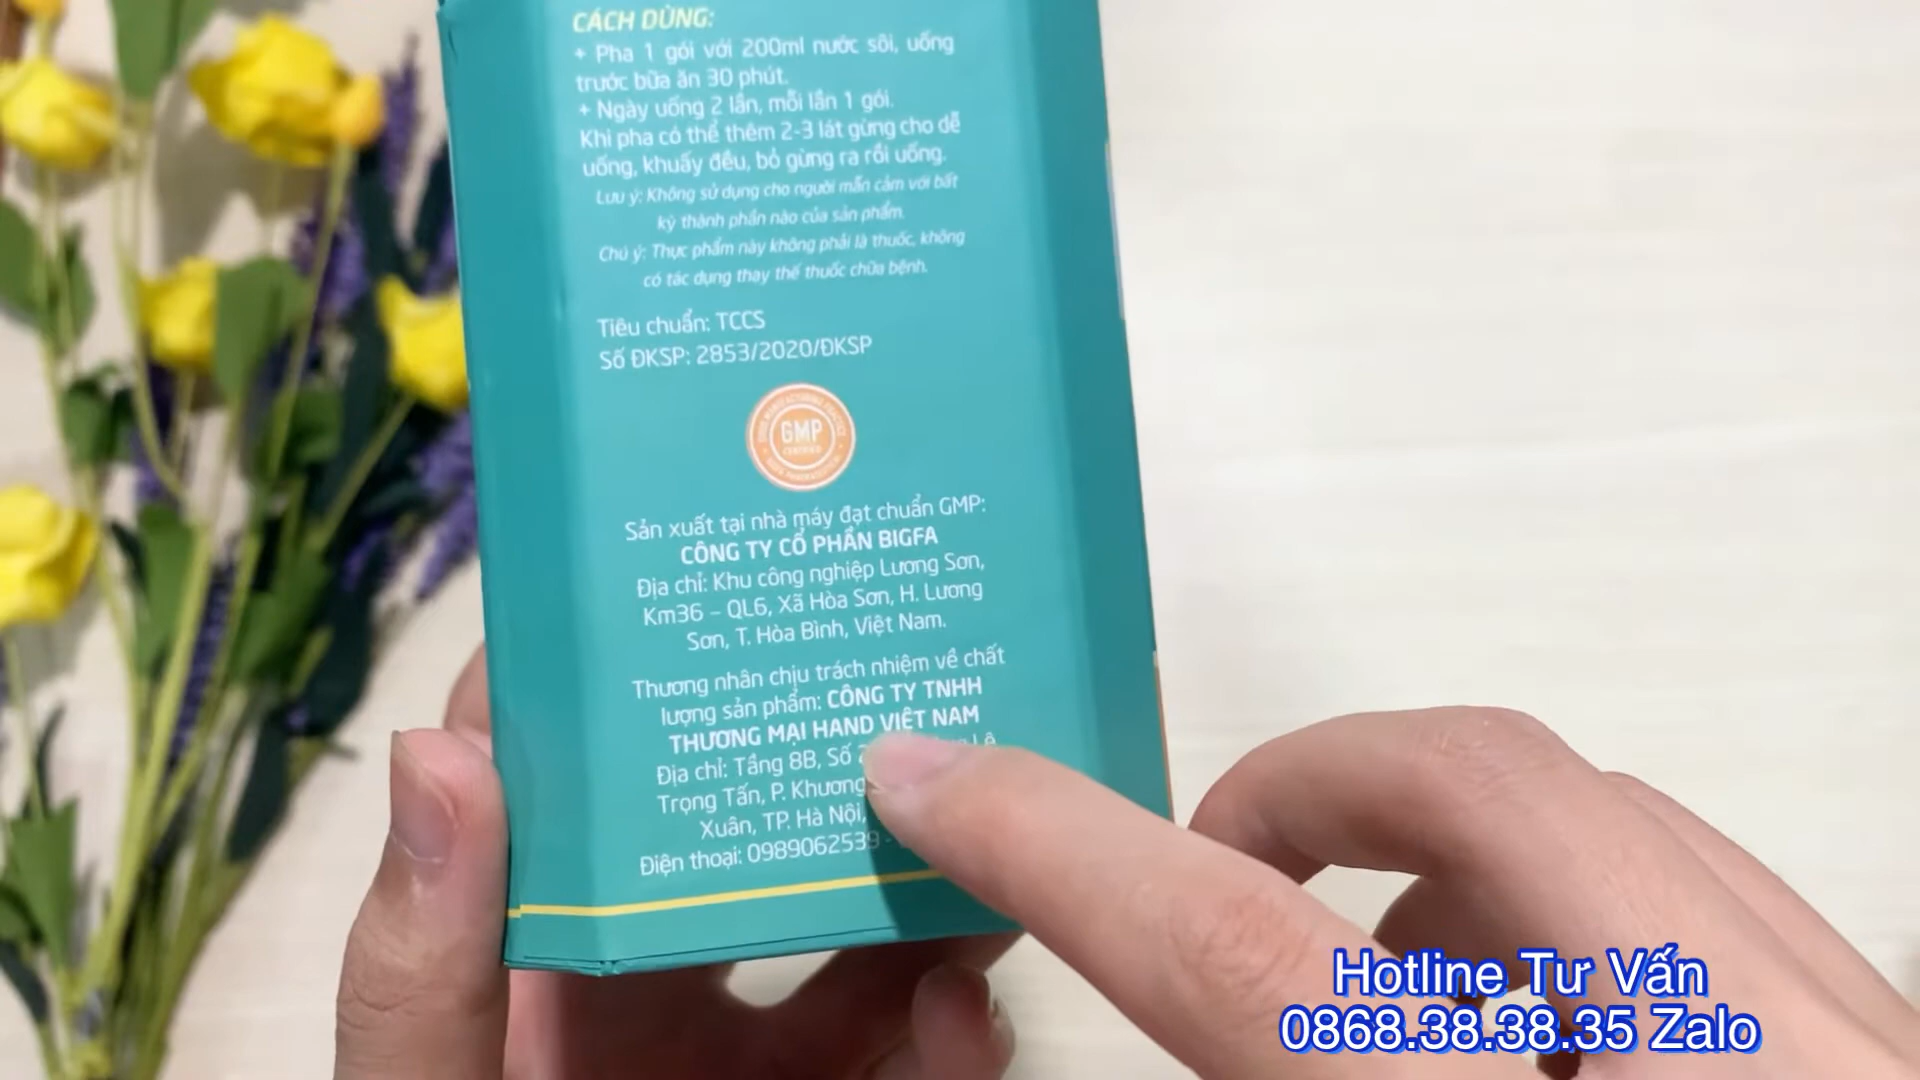 CÁCH DÙNG:
+ Pha 1 gói với 200ml nước sôi, uống
trước bữa ăn 30 phút.
+ Ngày uống 2 lần, mỗi lần 1 gói.
Khi pha có thể thêm 2-3 lát gừng cho dễ
uống, khuấy đều, bỏ gừng ra rồi uống.
Lưu ý: Không sử dụng cho người mẫn cảm với bất
kỳ thành phần nào của sản phẩm.
Chú ý: Thực phẩm này không phải là thuốc, không
có tác dụng thay thế thuốc chữa bệnh.
Tiêu chuẩn: TCCS
Số ĐKSP: 2853/2020/ĐKSP
GMP
CERTIFIED
Sản xuất tại nhà máy đạt chuẩn GMP:
CÔNG TY CỔ PHẦN BIGFA
Địa chỉ: Khu công nghiệp Lương Sơn,
Km36 – QL6, Xã Hòa Sơn, H. Lương
Sơn, T. Hòa Bình, Việt Nam.
Thương nhân chịu trách nhiệm về chất
lượng sản phẩm: CÔNG TY TNHH
THƯƠNG MẠI HAND VIỆT NAM
Địa chỉ: Tầng 8B, Số Lê
Trọng Tấn, P. Khương
Xuân, TP. Hà Nội,
Điện thoại: 0989062539
Hotline Tư Vấn
0868.38.38.35 Zalo